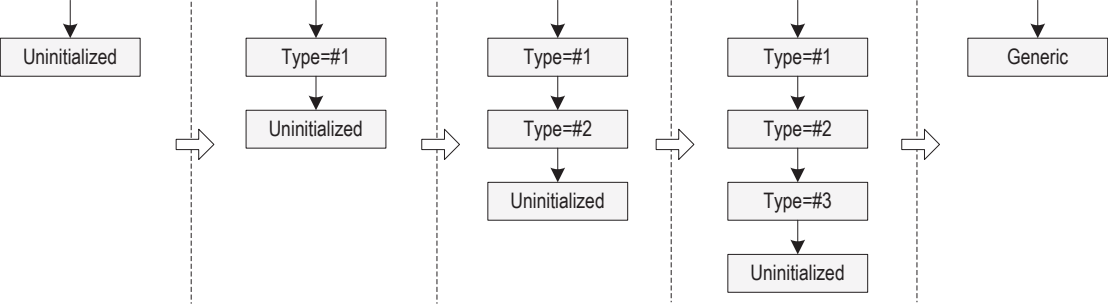 Uninitialized
Type=#1
Uninitialized
Type=#1
Type=#2
Uninitialized
Type=#1
Type=#2
Type=#3
Uninitialized
Generic